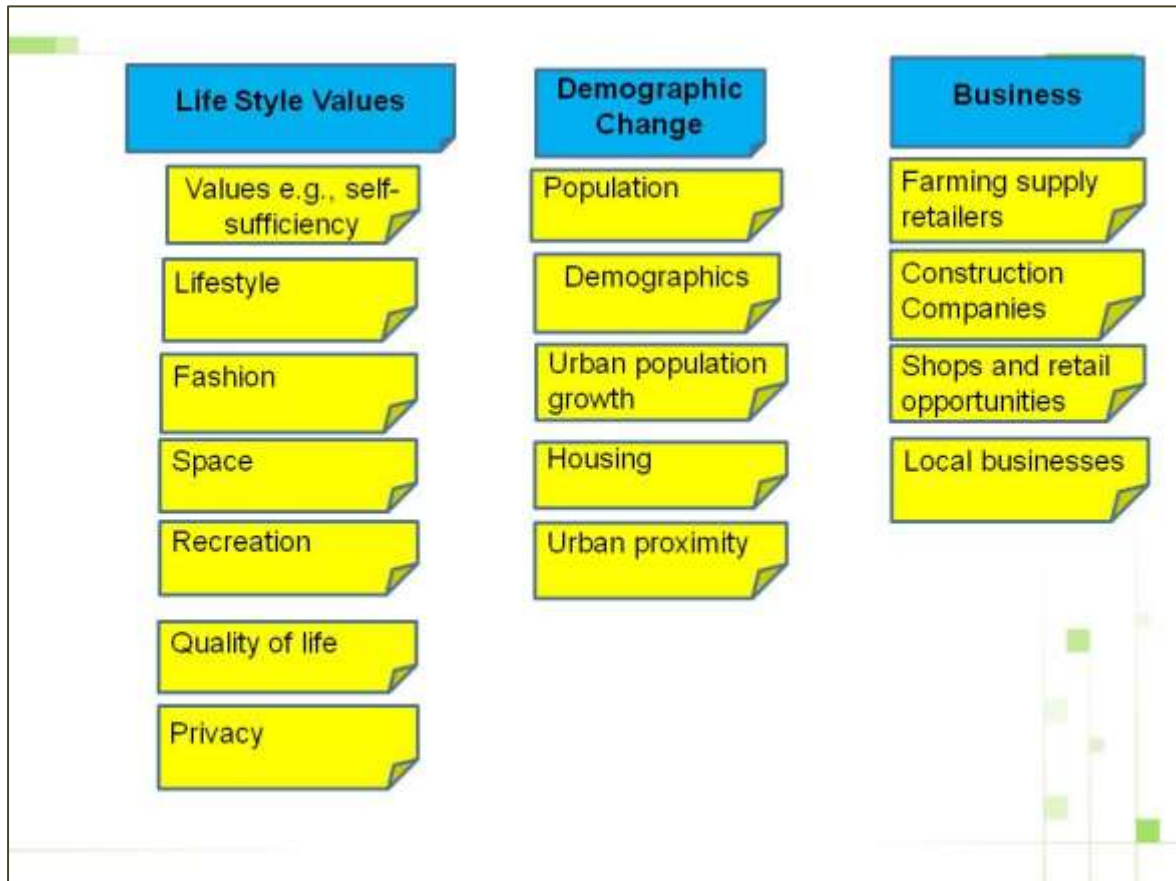 Life Style Values
Values e.g., self-
sufficiency
Lifestyle
Fashion
Space
Recreation
Quality of life
Privacy
Demographic
Change
Population
Demographics
Urban population
growth
Housing
Urban proximity
Business
Farming supply
retailers
Construction
Companies
Shops and retail
opportunities
Local businesses